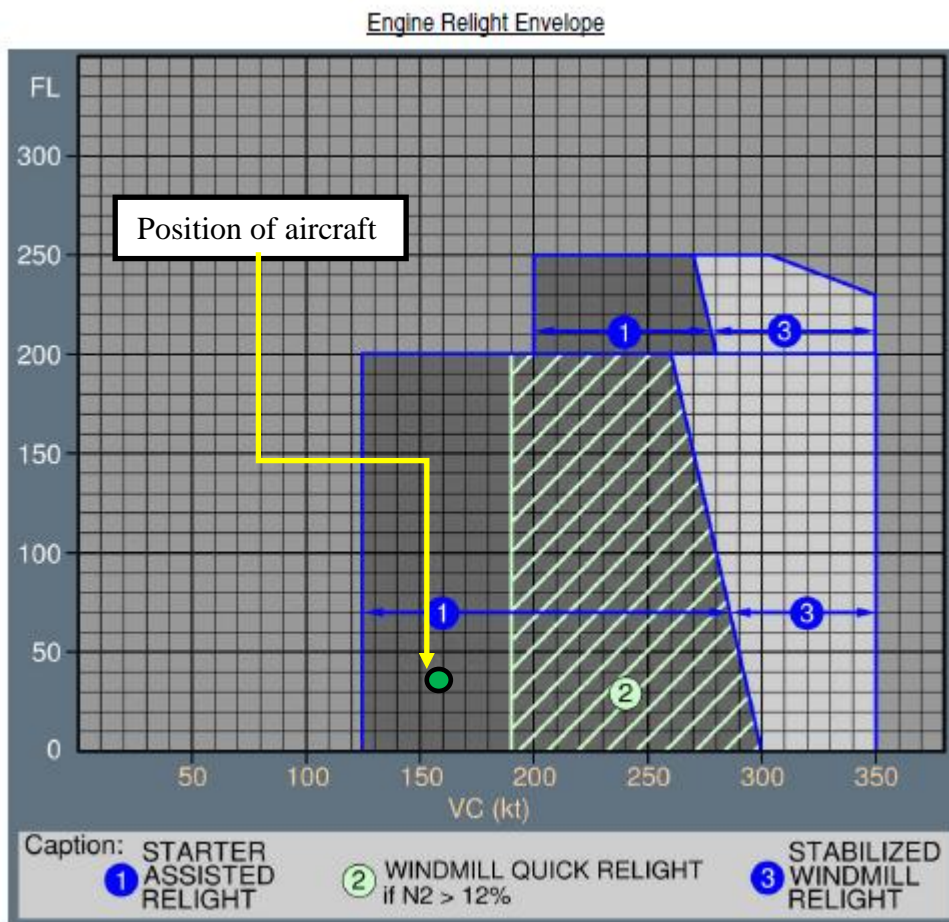 Engine Relight Envelope
FL
300
Position of aircraft
250
1
3
200
150
100
1
3
50
2
0
50 100 150 200 250 300 350
VC (kt)
Caption:
1 STARTER
ASSISTED
RELIGHT
2 WINDMILL QUICK RELIGHT
if N2 > 12%
3 STABILIZED
WINDMILL
RELIGHT